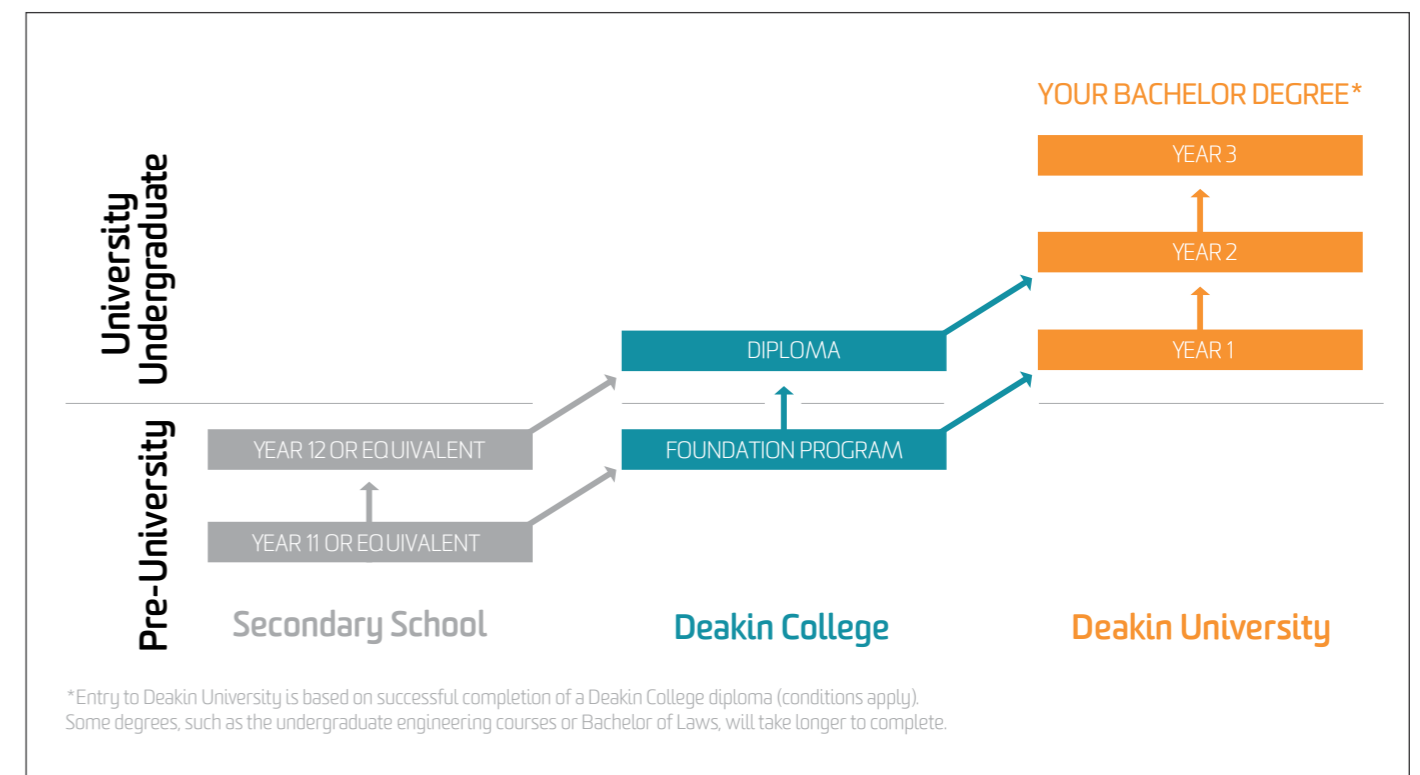 YOUR BACHELOR DEGREE*
YEAR 3
YEAR 2
YEAR 1
University
Undergraduate
DIPLOMA
Pre-University
YEAR 12 OR EQUIVALENT
FOUNDATION PROGRAM
YEAR 11 OR EQUIVALENT
Secondary School
Deakin College
Deakin University
*Entry to Deakin University is based on successful completion of a Deakin College diploma (conditions apply).
Some degrees, such as the undergraduate engineering courses or Bachelor of Laws, will take longer to complete.